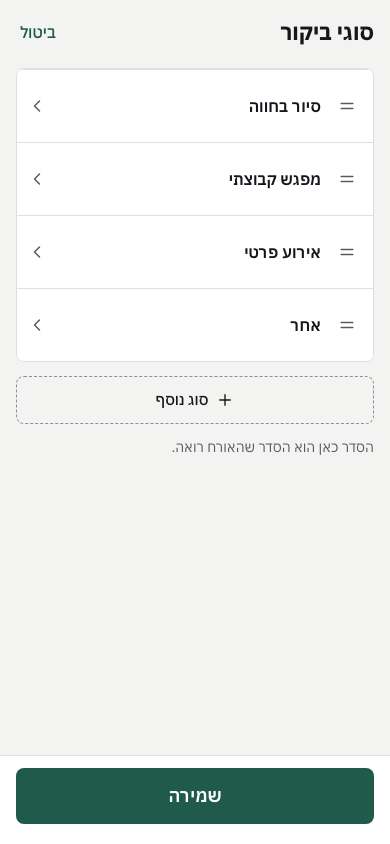 סוגי ביקור
ביטול
סיור בחווה
מפגש קבוצתי
אירוע פרטי
אחר
+ סוג נוסף
הסדר כאן הוא הסדר שהאורח רואה.
שמירה